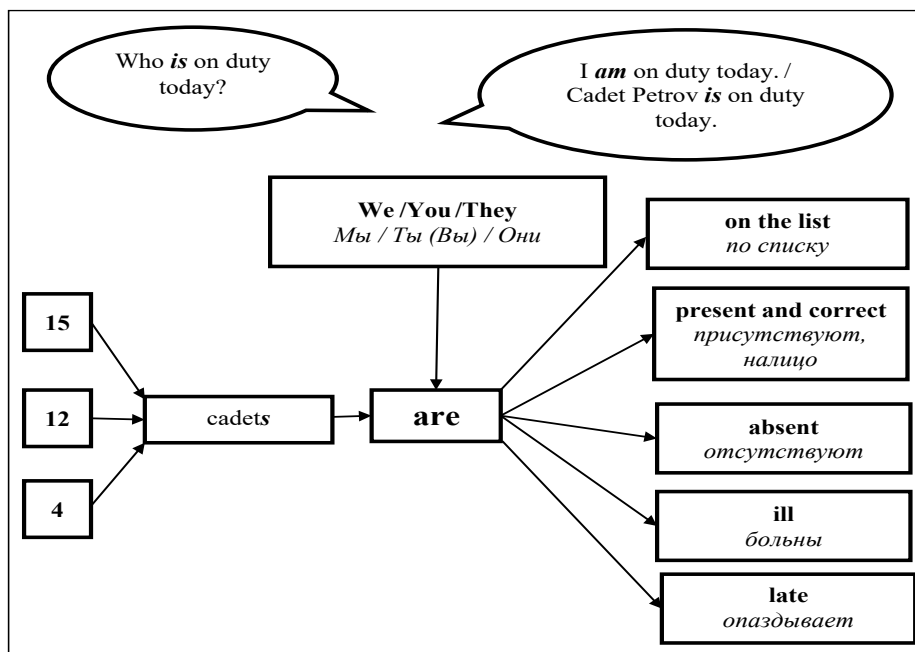 Who is on duty
today?
I am on duty today. /
Cadet Petrov is on duty
today.
We /You /They
Мы / Ты (Вы) / Они
on the list
по списку
present and correct
присутствуют,
налицо
15
12
4
cadets
are
absent
отсутствуют
ill
больны
late
опаздывает